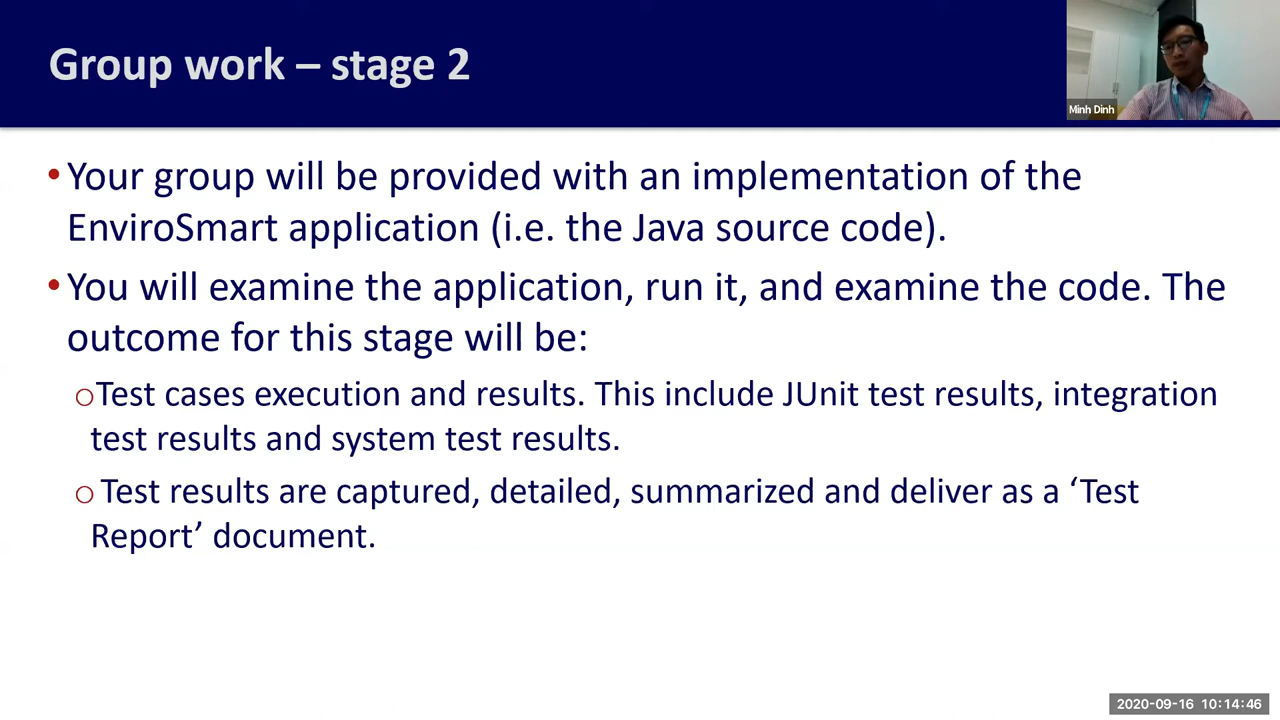 Group work – stage 2
Minh Dinh
•Your group will be provided with an implementation of the
EnviroSmart application (i.e. the Java source code).
•You will examine the application, run it, and examine the code. The
outcome for this stage will be:
oTest cases execution and results. This include JUnit test results, integration
test results and system test results.
o Test results are captured, detailed, summarized and deliver as a ‘Test
Report’ document.
2020-09-16 10:14:46